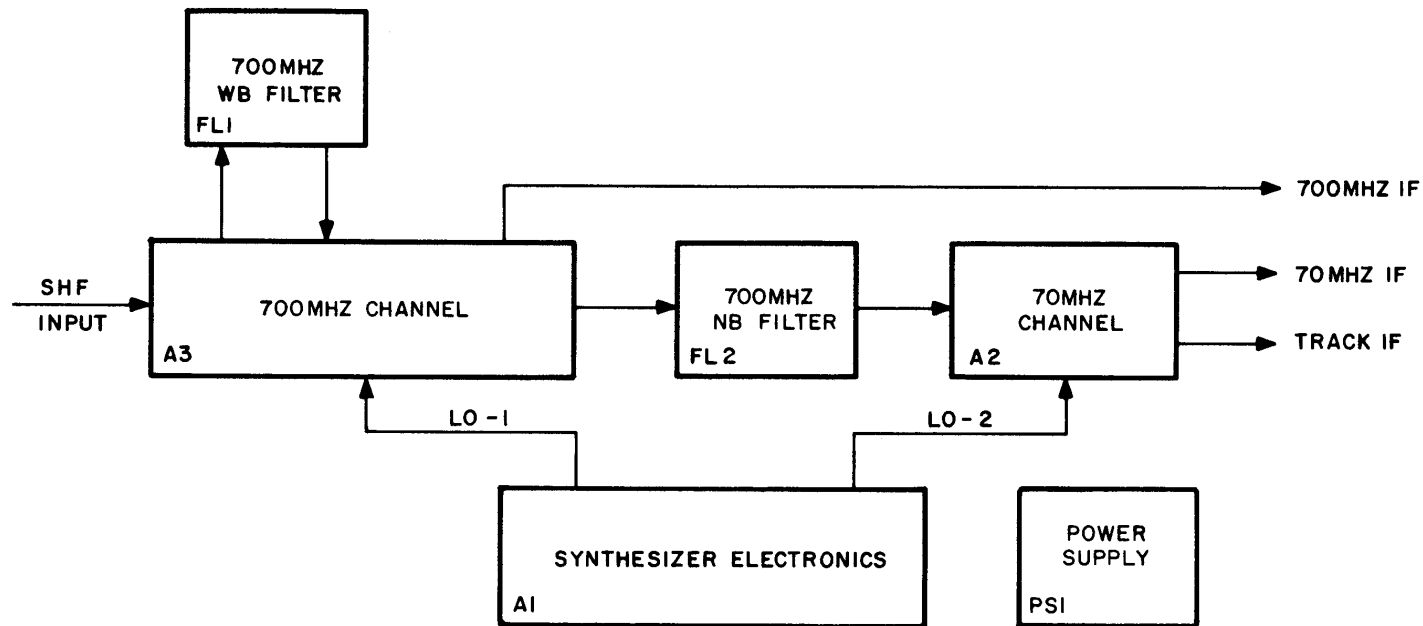 700MHZ
WB FILTER
FL1
700MHZ IF
SHF
INPUT
700MHZ CHANNEL
A3
700MHZ
NB FILTER
FL2
70MHZ
CHANNEL
A2
70MHZ IF
TRACK IF
LO-1
LO-2
SYNTHESIZER ELECTRONICS
A1
POWER
SUPPLY
PS1